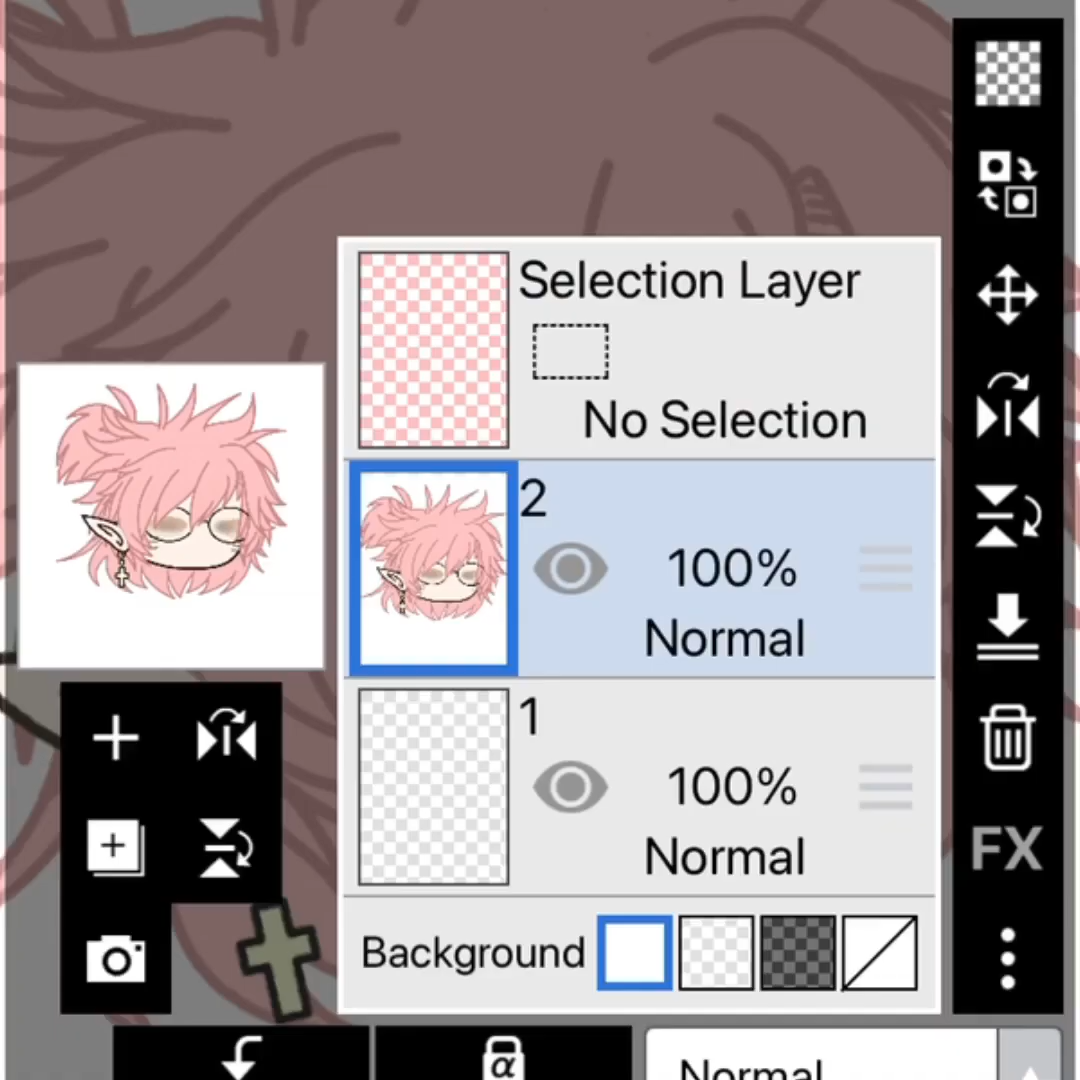 Selection Layer
No Selection
2
100%
Normal
1
100%
Normal
FX
Background
α
Normal